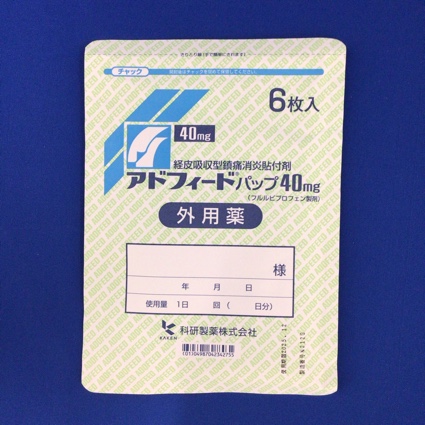 チャック
6枚入
40mg
経皮吸収型鎮痛消炎貼付剤
アドフィード®パップ40mg
(フルルビプロフェン製剤)
外用薬
様
年 月 日
使用量 1日 回 ( 日分)
科研製薬株式会社
KAKEN
(01)04987042342755